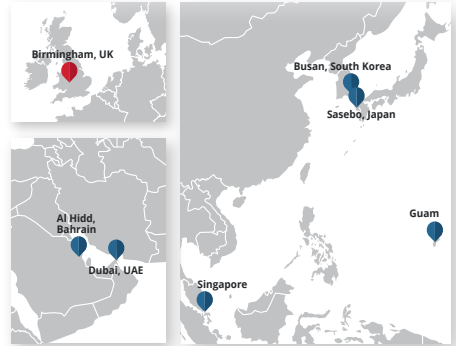 Birmingham, UK
Al Hidd,
Bahrain
Dubai, UAE
Busan, South Korea
Sasebo, Japan
Guam
Singapore